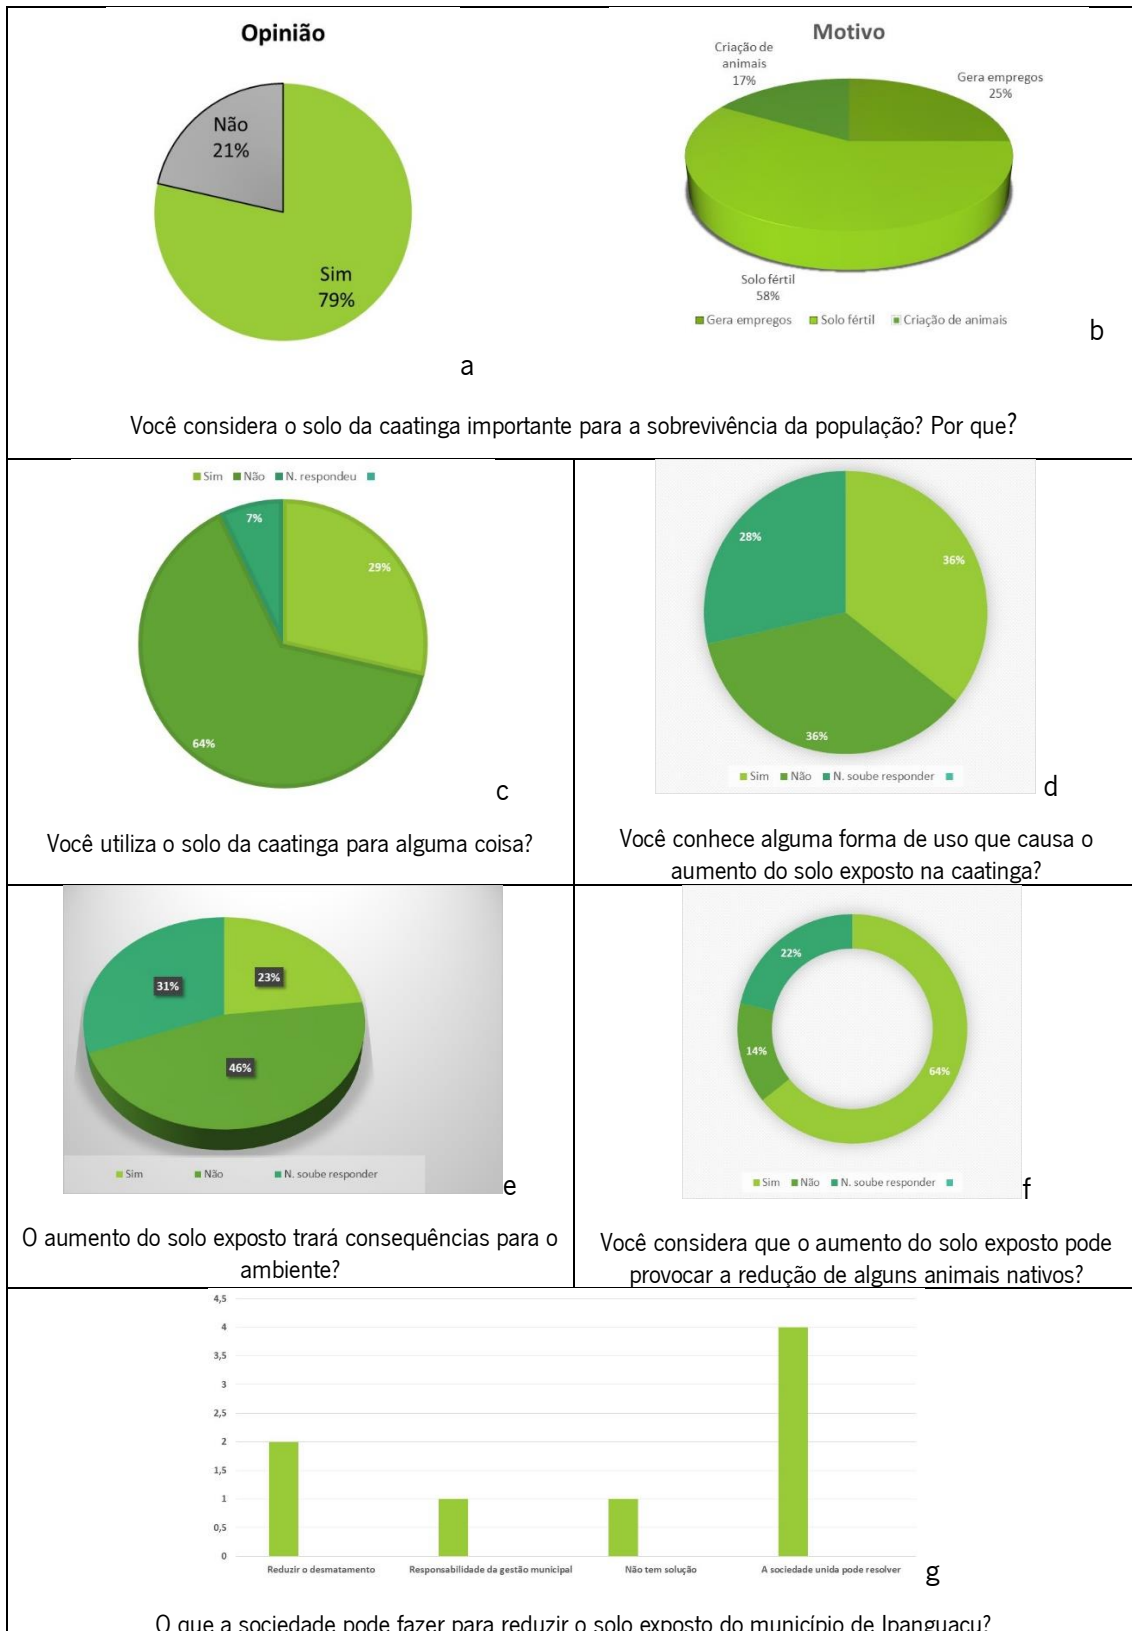 Opinião
Não
21%
Sim
79%
a
Motivo
Criação de
animais
17%
Gera empregos
25%
Solo fértil
58%
Gera empregos Solo fértil Criação de animais
b
Você considera o solo da caatinga importante para a sobrevivência da população? Por que?
Sim Não N. respondeu
7%
29%
64%
c
Você utiliza o solo da caatinga para alguma coisa?
28%
36%
36%
Sim Não N. soube responder
d
Você conhece alguma forma de uso que causa o
aumento do solo exposto na caatinga?
31%
23%
46%
Sim Não N. soube responder
e
O aumento do solo exposto trará consequências para o
ambiente?
22%
14%
64%
Sim Não N. soube responder
f
Você considera que o aumento do solo exposto pode
provocar a redução de alguns animais nativos?
4,5
4
3,5
3
2,5
2
1,5
1
0,5
0
Reduzir o desmatamento Responsabilidade da gestão municipal Não tem solução A sociedade unida pode resolver
g
O que a sociedade pode fazer para reduzir o solo exposto do município de Ipanguaçu?